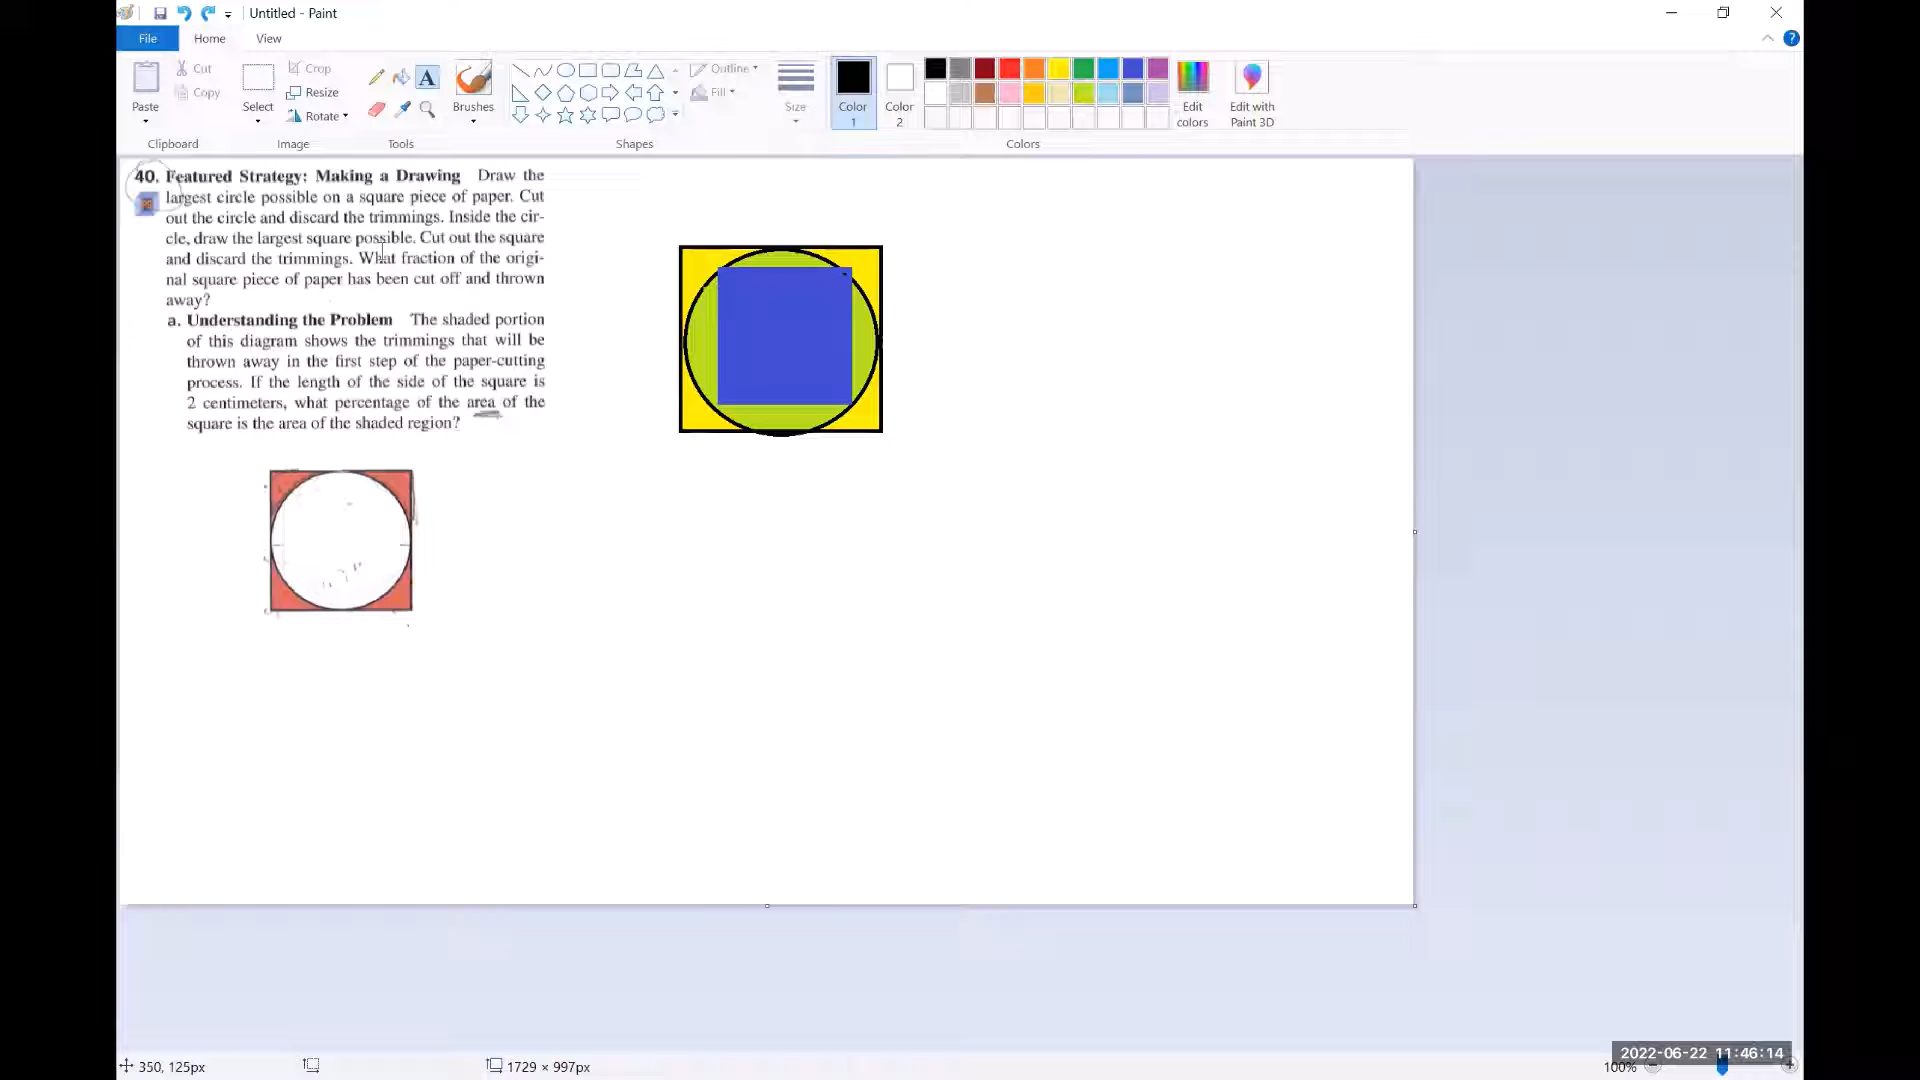 Untitled - Paint
File
Home
View
Paste
Cut
Copy
Clipboard
Select
Crop
Resize
Rotate
Image
A
Tools
Brushes
Shapes
Outline
Fill
Size
Color
1
Color
2
Edit
colors
Edit with
Paint 3D
Colors
40. Featured Strategy: Making a Drawing Draw the
largest circle possible on a square piece of paper. Cut
out the circle and discard the trimmings. Inside the cir-
cle, draw the largest square possible. Cut out the square
and discard the trimmings. What fraction of the origi-
nal square piece of paper has been cut off and thrown
away?
a. Understanding the Problem The shaded portion
of this diagram shows the trimmings that will be
thrown away in the first step of the paper-cutting
process. If the length of the side of the square is
2 centimeters, what percentage of the area of the
square is the area of the shaded region?
350, 125px
1729 × 997px
100%
2022-06-22 11:46:14